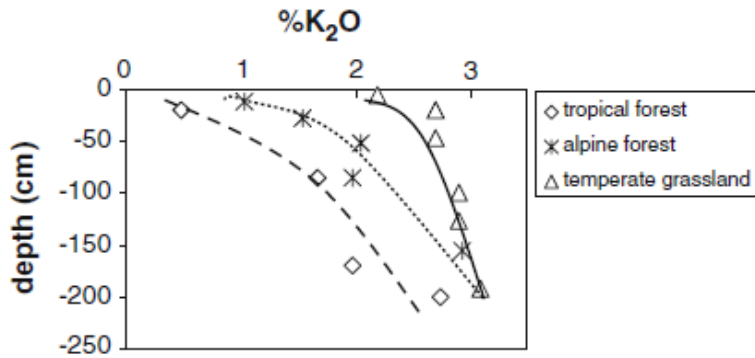 %K₂O
0 1 2 3
0
-50
-100
-150
-200
-250
depth (cm)
tropical forest
alpine forest
temperate grassland